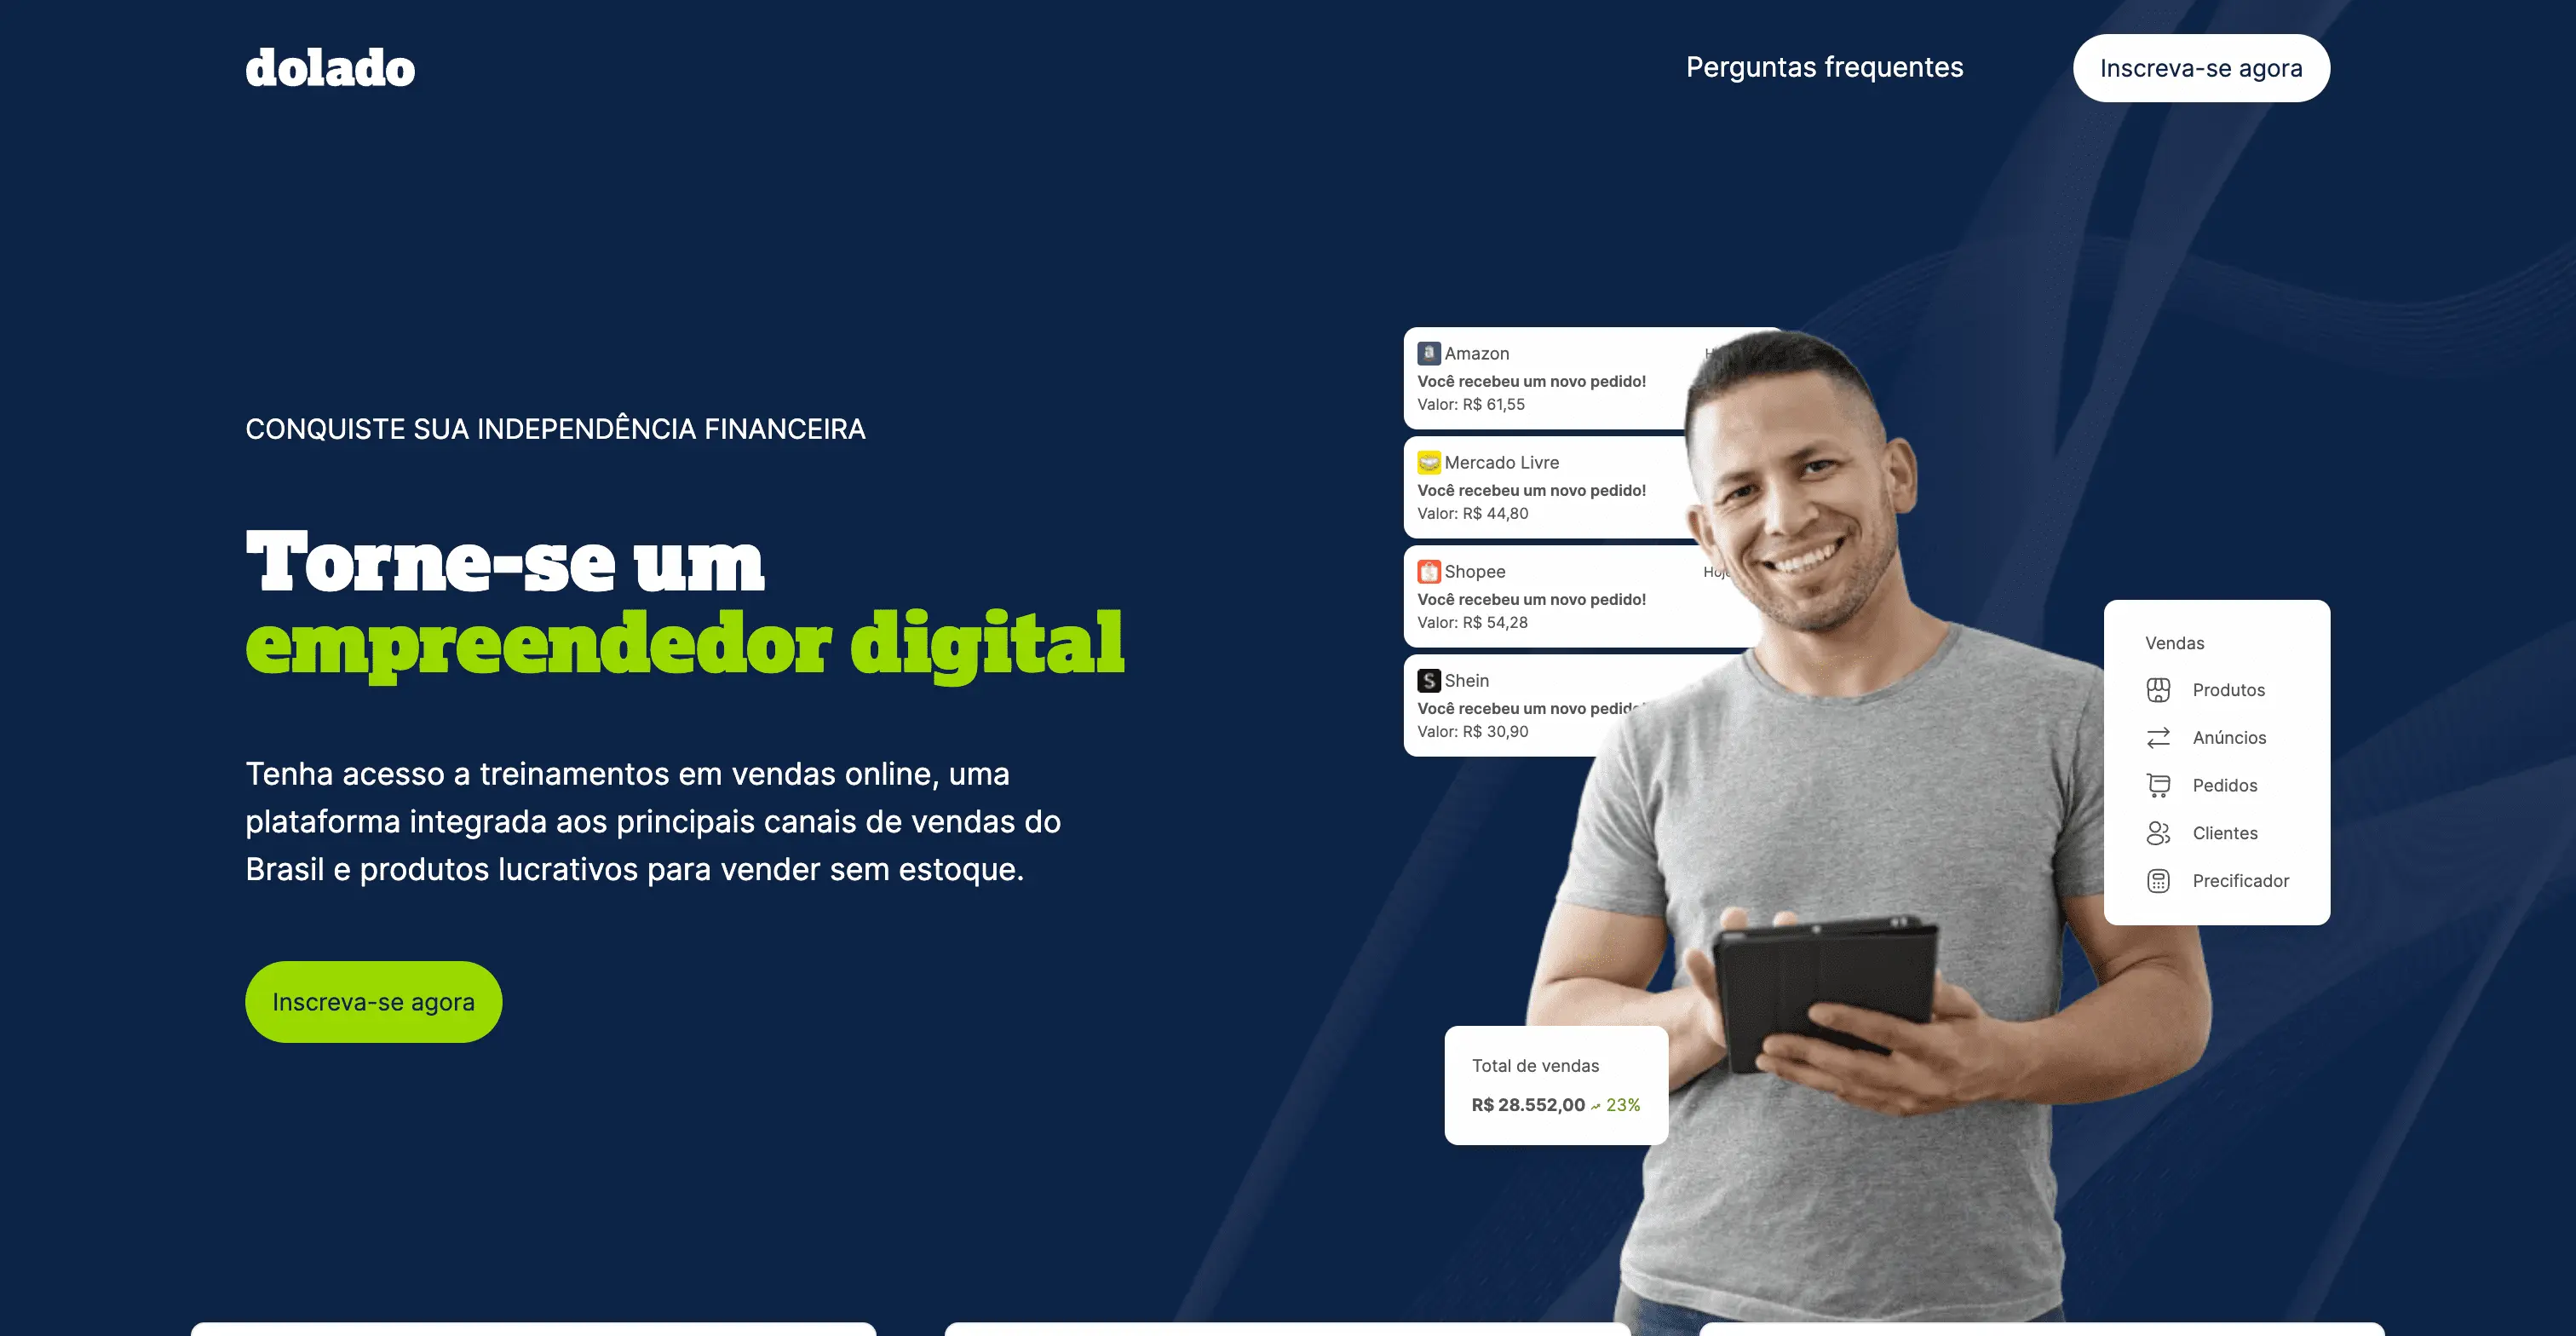 dolado
Perguntas frequentes
Inscreva-se agora
CONQUISTE SUA INDEPENDÊNCIA FINANCEIRA
Torne-se um
empreendedor digital
Tenha acesso a treinamentos em vendas online, uma
plataforma integrada aos principais canais de vendas do
Brasil e produtos lucrativos para vender sem estoque.
Inscreva-se agora
Amazon
Você recebeu um novo pedido!
Valor: R$ 61,55
Mercado Livre
Você recebeu um novo pedido!
Valor: R$ 44,80
Shopee
Hoje
Você recebeu um novo pedido!
Valor: R$ 54,28
Shein
Você recebeu um novo pedido!
Valor: R$ 30,90
Vendas
Produtos
Anúncios
Pedidos
Clientes
Precificador
Total de vendas
R$ 28.552,00 23%